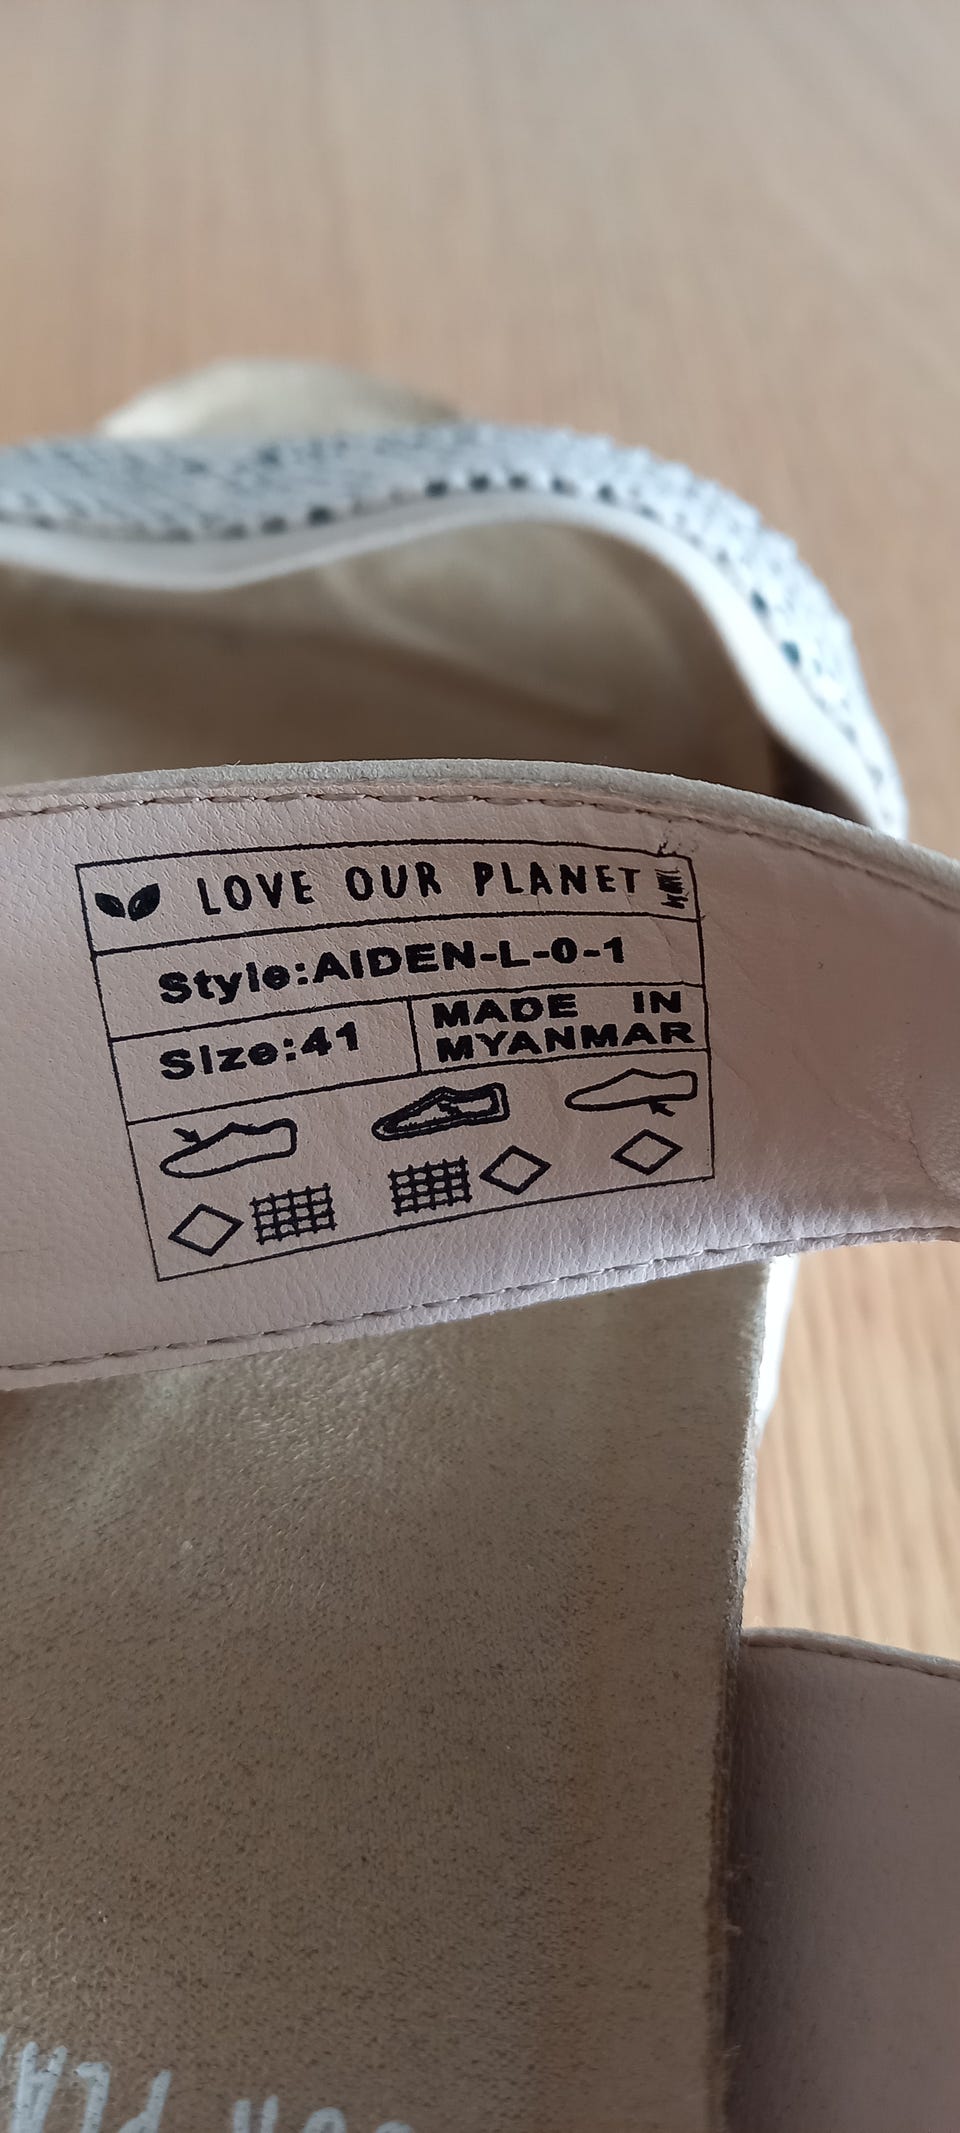 LOVE OUR PLANET
Style:AIDEN-L-0-1
Size:41
MADE IN
MYANMAR